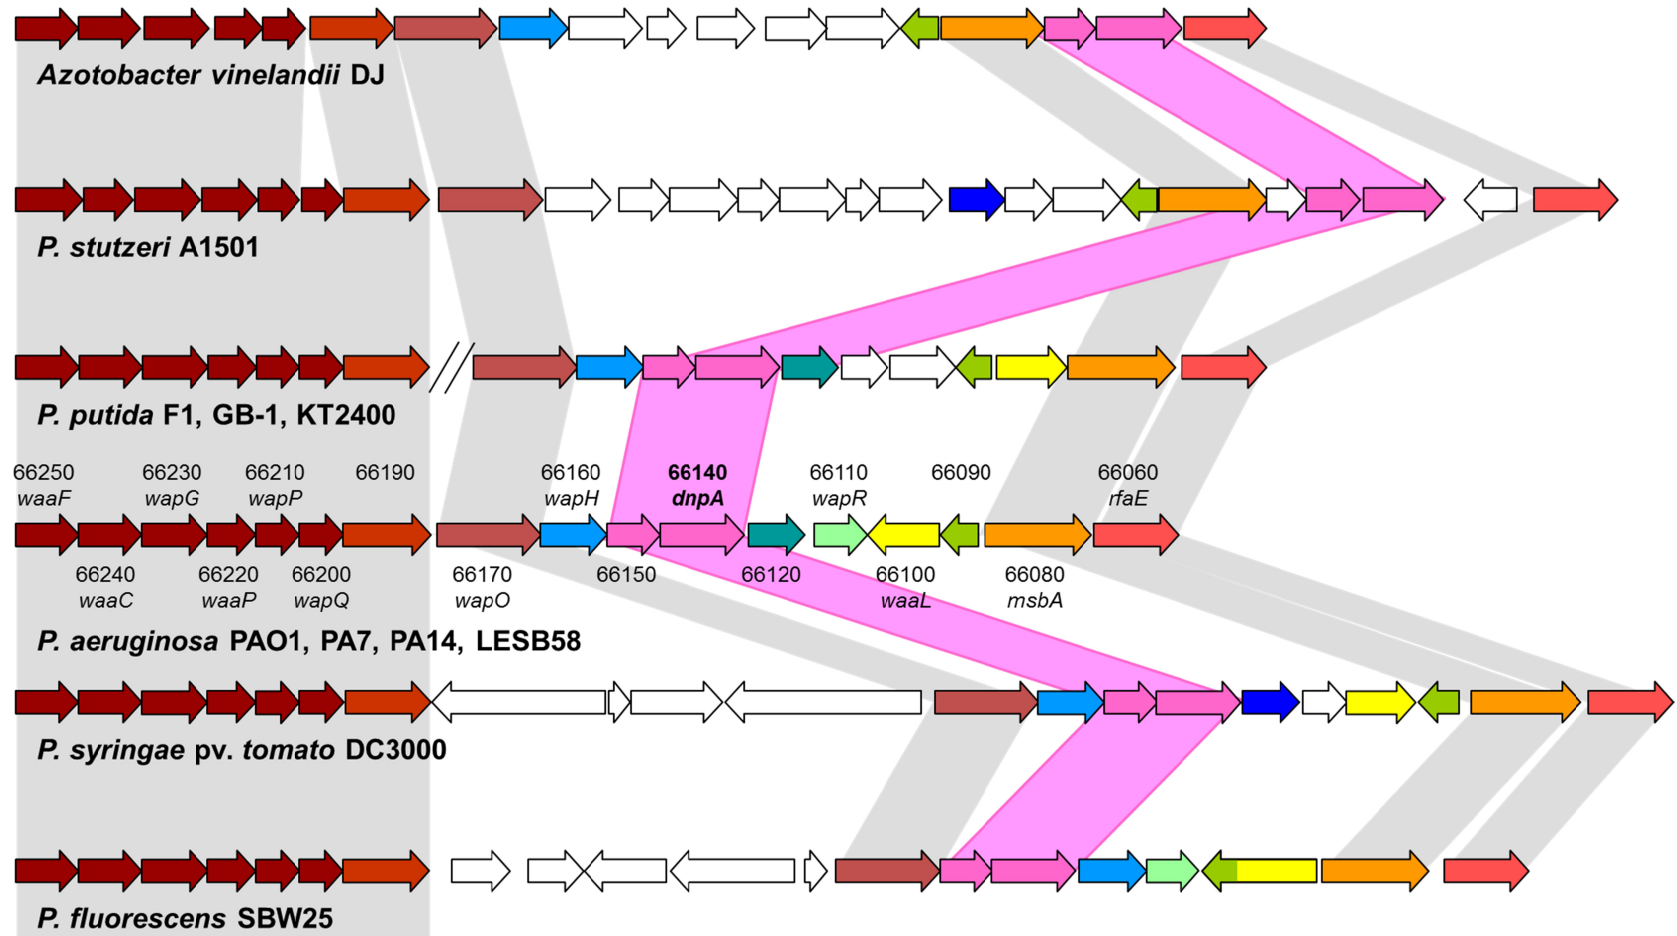 Azotobacter vinelandii DJ
P. stutzeri A1501
P. putida F1, GB-1, KT2400
66250 66230 66210 66190 66160 66140 66110 66090 66060
waaF wapG wapP wapH dnpA wapR rfaE
66240 66220 66200 66170 66150 66120 66100 66080
waaC waaP wapQ wapO waaL msbA
P. aeruginosa PAO1, PA7, PA14, LESB58
P. syringae pv. tomato DC3000
P. fluorescens SBW25